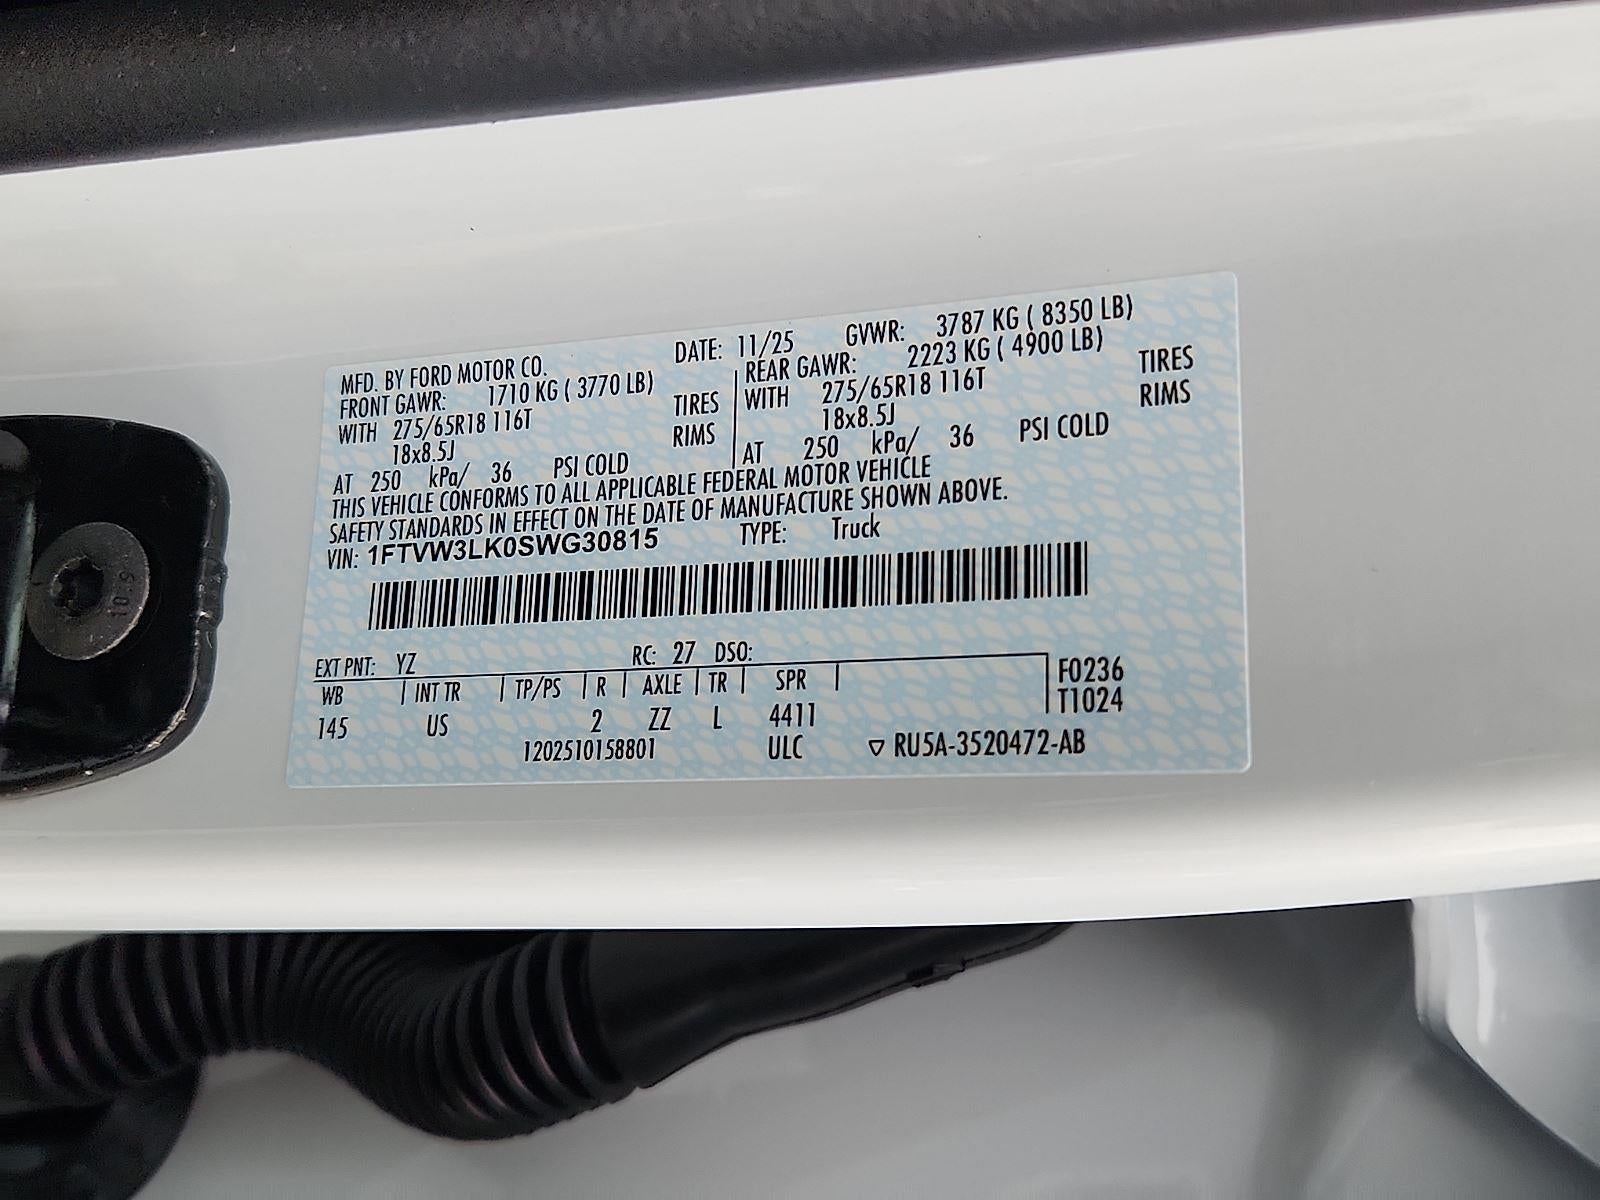 MFD. BY FORD MOTOR CO. DATE: 11/25 GVWR: 3787 KG ( 8350 LB)
FRONT GAWR: 1710 KG ( 3770 LB) REAR GAWR: 2223 KG ( 4900 LB)
WITH 275/65R18 116T TIRES WITH 275/65R18 116T TIRES
18x8.5J RIMS 18x8.5J RIMS
AT 250 kPa/ 36 PSI COLD AT 250 kPa/ 36 PSI COLD
THIS VEHICLE CONFORMS TO ALL APPLICABLE FEDERAL MOTOR VEHICLE
SAFETY STANDARDS IN EFFECT ON THE DATE OF MANUFACTURE SHOWN ABOVE.
VIN: 1FTVW3LK0SWG30815 TYPE: Truck
EXT PNT: YZ RC: 27 DSO:
WB INT TR TP/PS R AXLE TR SPR F0236
145 US 2 ZZ L 4411 T1024
1202510158801 ULC ▽ RU5A-3520472-AB
10.9